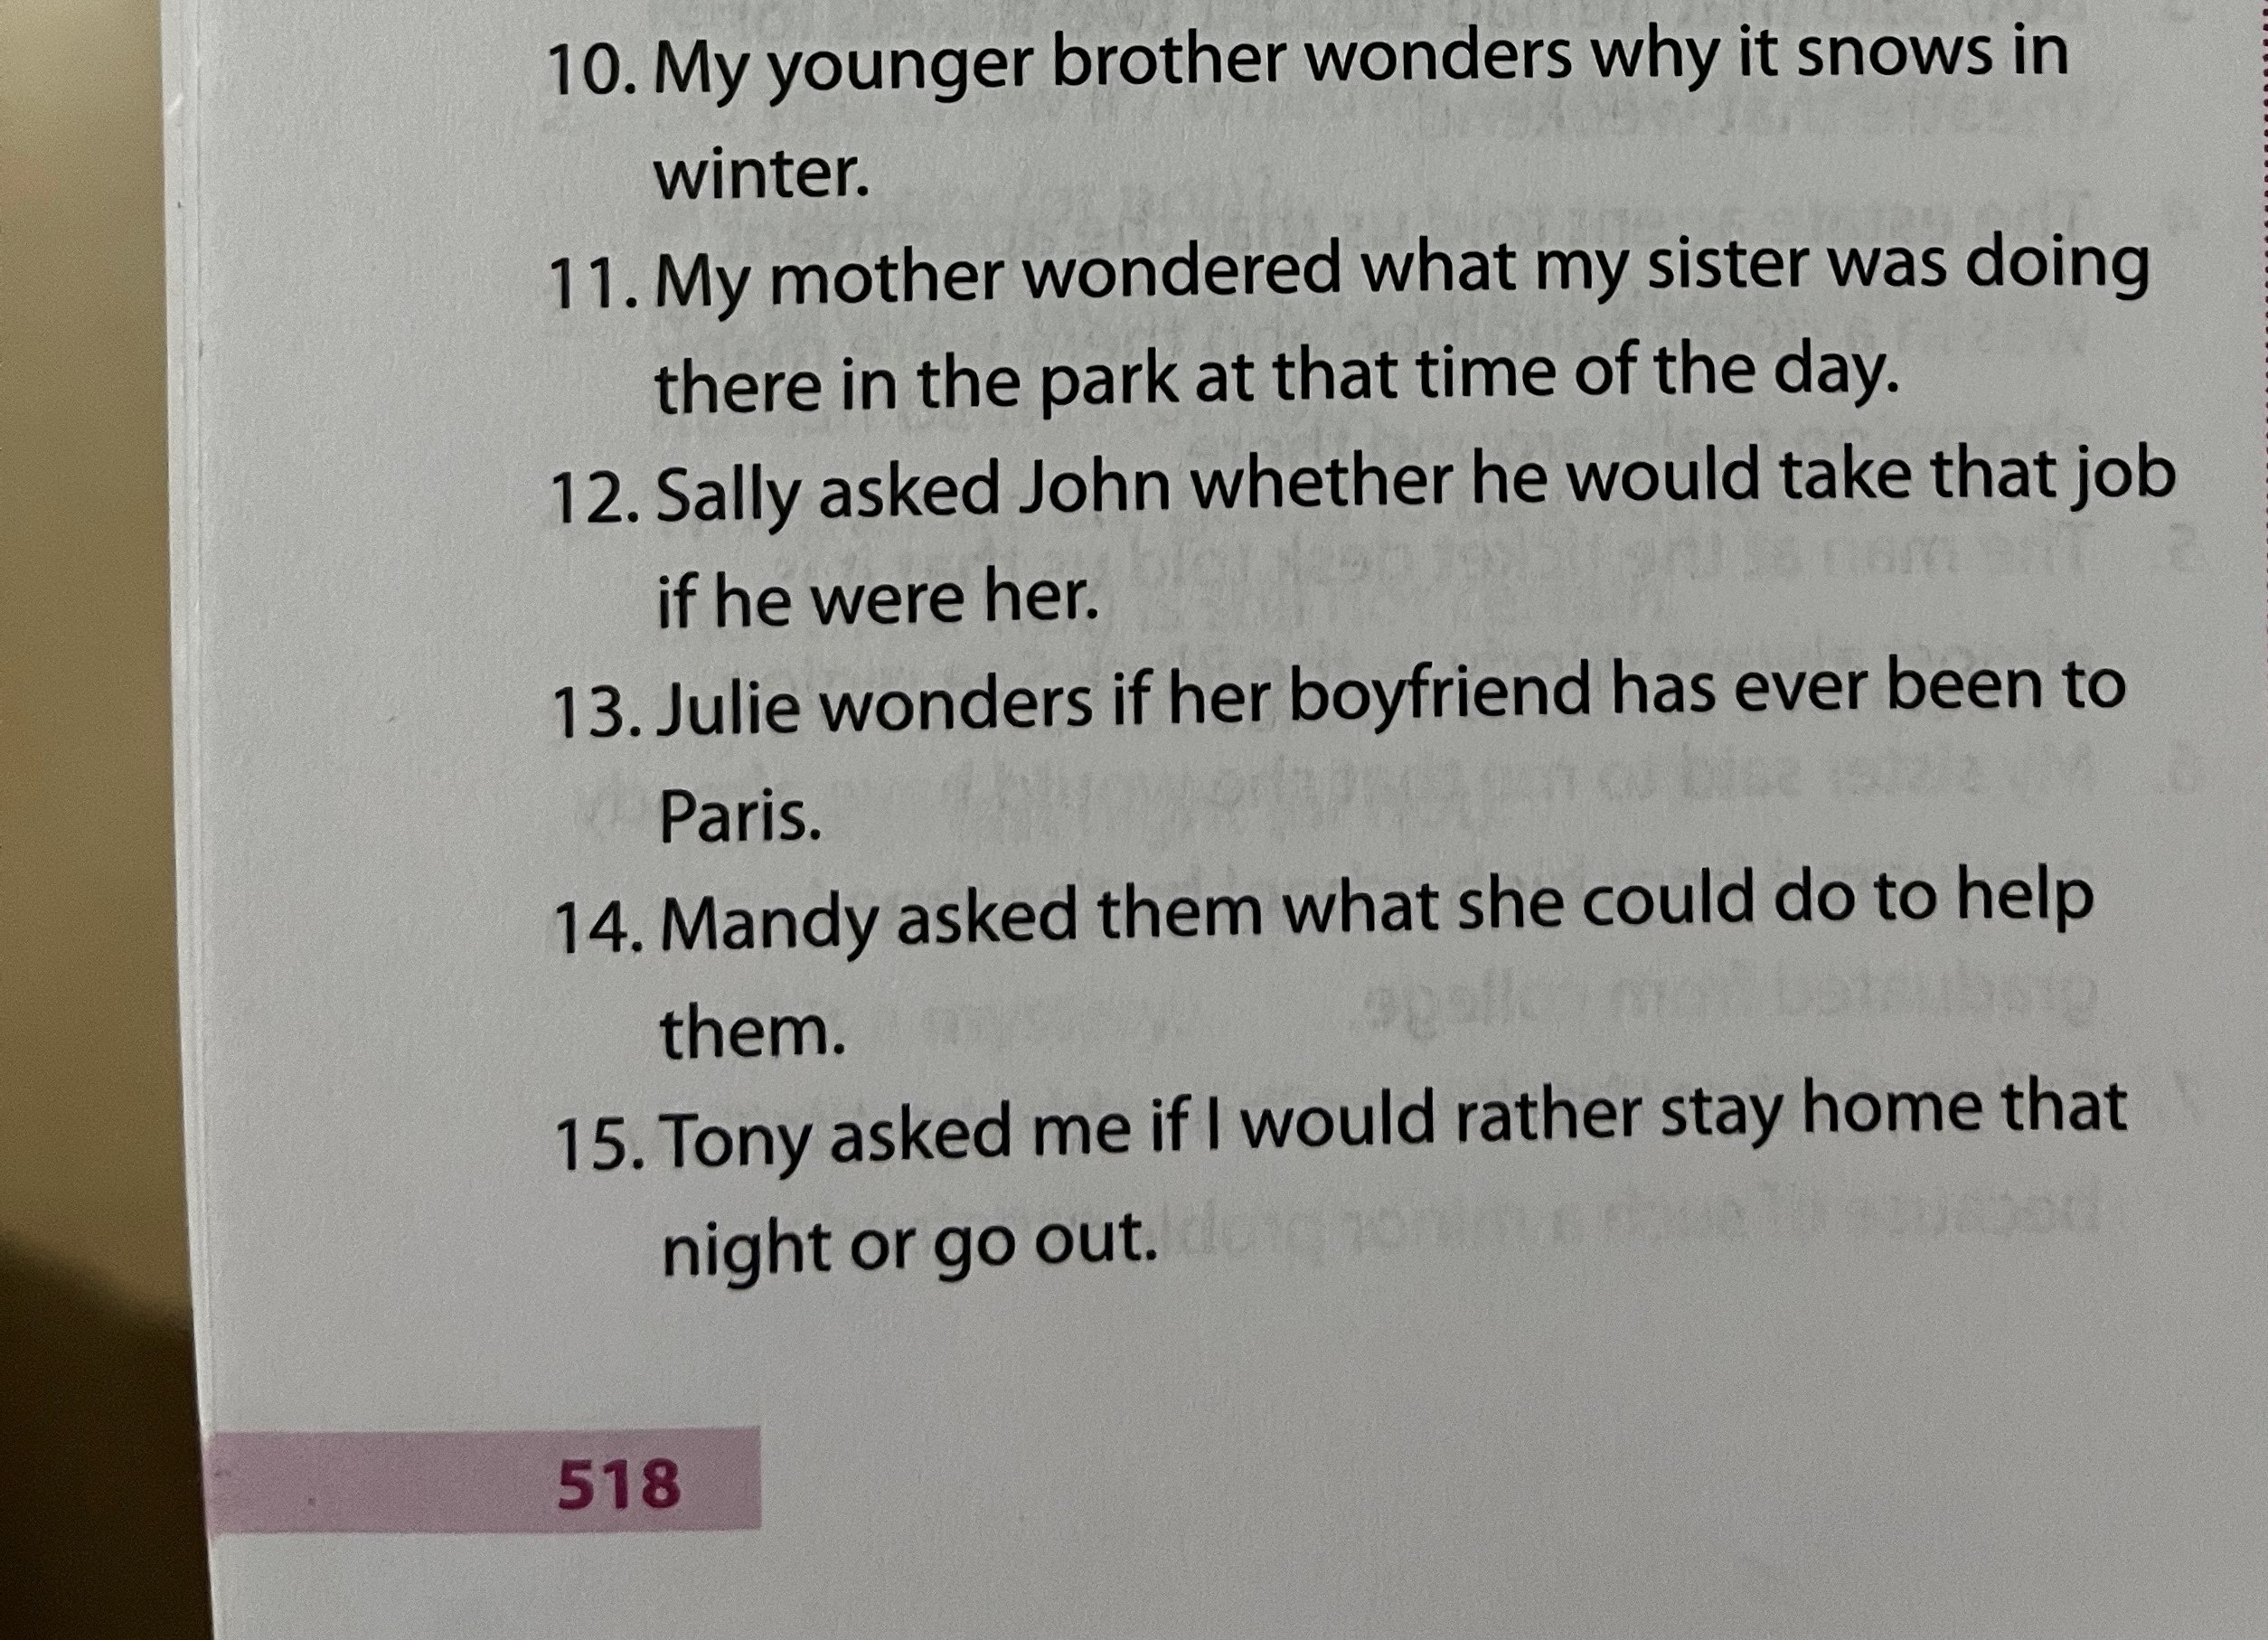 10. My younger brother wonders why it snows in
winter.
11. My mother wondered what my sister was doing
there in the park at that time of the day.
12. Sally asked John whether he would take that job
if he were her.
13. Julie wonders if her boyfriend has ever been to
Paris.
14. Mandy asked them what she could do to help
them.
15. Tony asked me if I would rather stay home that
night or go out.
518